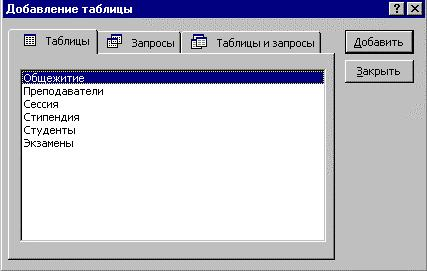 Добавление таблицы
Таблицы Запросы Таблицы и запросы
Добавить
Закрыть
Общежитие
Преподаватели
Сессия
Стипендия
Студенты
Экзамены